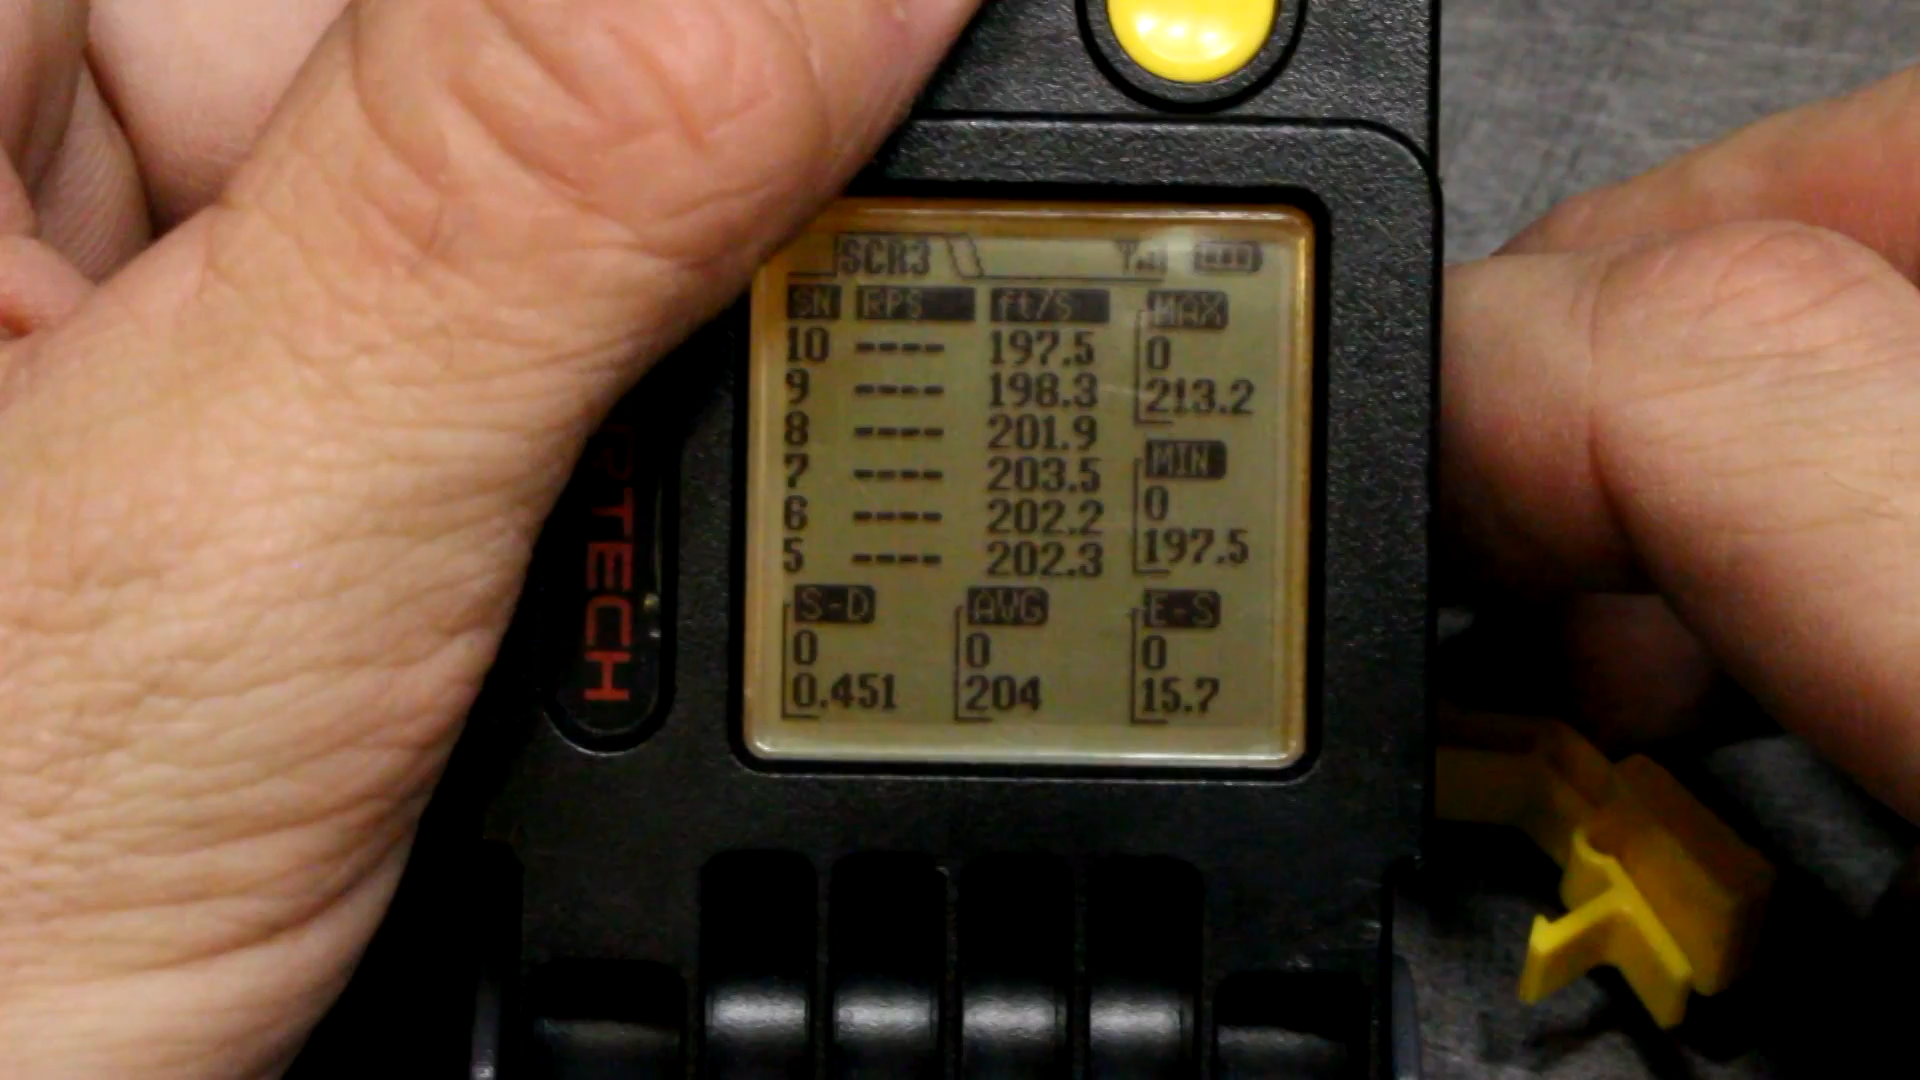 SCR3
SN RPS ft/s MAX
10 ---- 197.5 0
9 ---- 198.3 213.2
8 ---- 201.9
7 ---- 203.5 MIN
6 ---- 202.2 0
5 ---- 202.3 197.5
S-D AWG E-S
0 0 0
0.451 204 15.7
RTECH